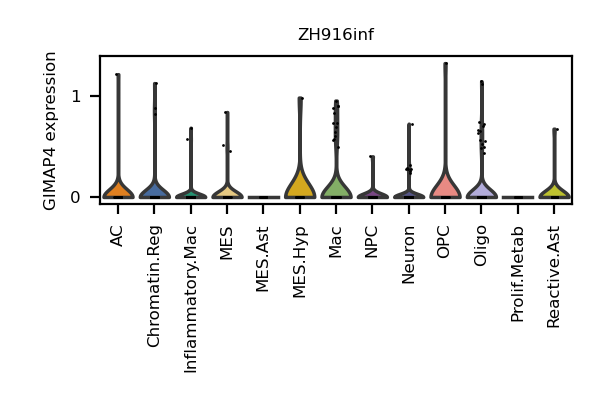 ZH916inf
GIMAP4 expression
1
0
AC
Chromatin.Reg
Inflammatory.Mac
MES
MES.Ast
MES.Hyp
Mac
NPC
Neuron
OPC
Oligo
Prolif.Metab
Reactive.Ast